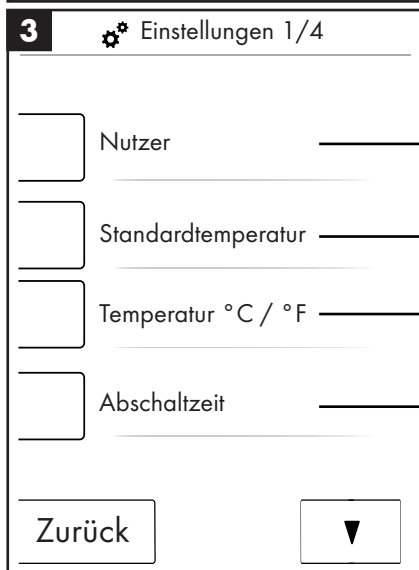 3
Einstellungen 1/4
Nutzer
Standardtemperatur
Temperatur °C / °F
Abschaltzeit
Zurück